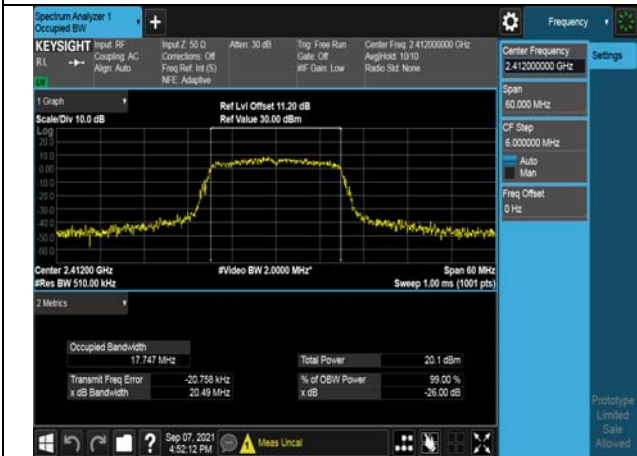 Spectrum Analyzer 1
Occupied BW
Frequency
KEYSIGHT
RL
Input: RF
Coupling: AC
Align: Auto
Input Z: 50 Ω
Corrections: Off
Freq Ref: Int (S)
NFE: Adaptive
Atten: 30 dB
Trig: Free Run
Gate: Off
#IF Gain: Low
Center Freq: 2.412000000 GHz
Avg|Hold: 10/10
Radio Std: None
Center Frequency
2.412000000 GHz
Settings
Span
60.000 MHz
CF Step
6.000000 MHz
Auto
Man
Freq Offset
0 Hz
1 Graph
Scale/Div 10.0 dB
Ref Lvl Offset 11.20 dB
Ref Value 30.00 dBm
Log
20.0
10.0
0.00
-10.0
-20.0
-30.0
-40.0
-50.0
-60.0
Center 2.41200 GHz
#Res BW 510.00 kHz
#Video BW 2.0000 MHz*
Span 60 MHz
Sweep 1.00 ms (1001 pts)
2 Metrics
Occupied Bandwidth
17.747 MHz
Total Power 20.1 dBm
Transmit Freq Error -20.758 kHz
% of OBW Power 99.00 %
x dB Bandwidth 20.49 MHz
x dB -26.00 dB
Prototype
Limited
Sale
Allowed
?
Sep 07, 2021
4:52:12 PM
Meas Uncal